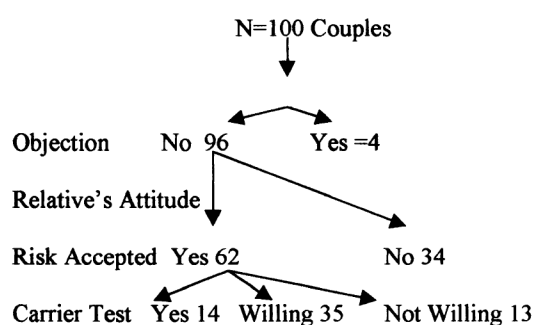 N=100 Couples
Objection No 96 Yes =4
Relative's Attitude
Risk Accepted Yes 62 No 34
Carrier Test Yes 14 Willing 35 Not Willing 13